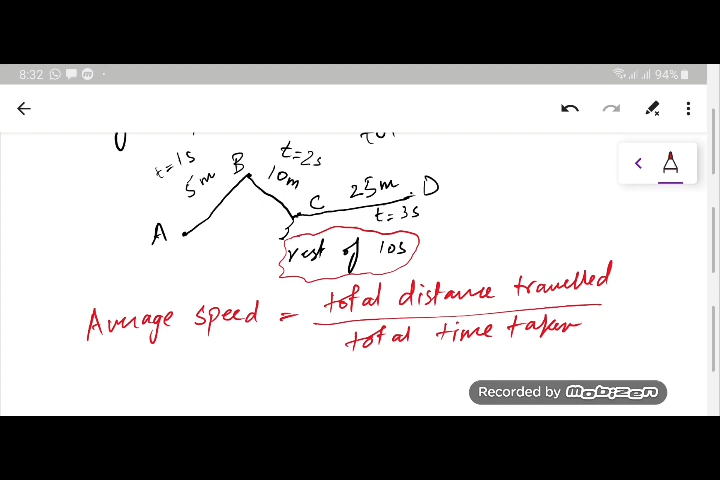 8:32
94%
t=1s
B
t=2s
5m
10m
C
25m
D
t=3s
A
rest of 10s
Average speed = total distance travelled
total time taken
Recorded by MOBIZEN